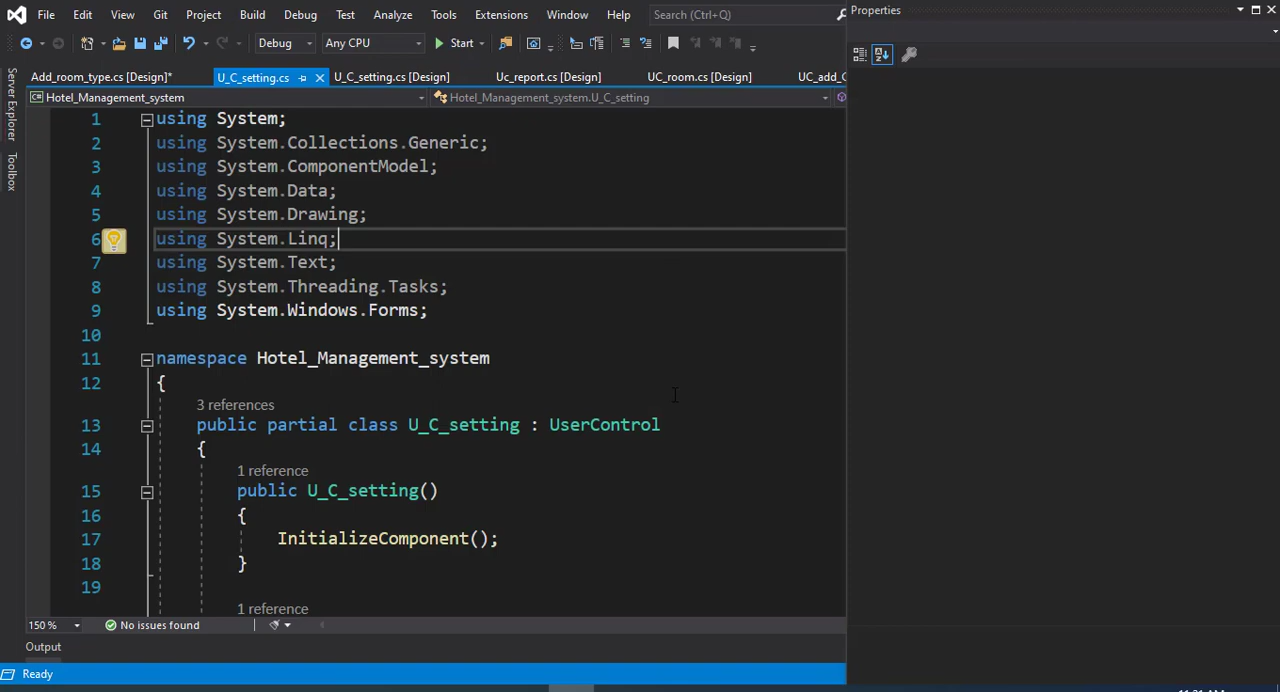 File Edit View Git Project Build Debug Test Analyze Tools Extensions Window Help Search (Ctrl+Q)
Properties
Debug Any CPU Start
Add_room_type.cs [Design]* U_C_setting.cs U_C_setting.cs [Design] Uc_report.cs [Design] UC_room.cs [Design] UC_add_C
Hotel_Management_system Hotel_Management_system.U_C_setting
Server Explorer
Toolbox
1 using System;
2 using System.Collections.Generic;
3 using System.ComponentModel;
4 using System.Data;
5 using System.Drawing;
6 using System.Linq;
7 using System.Text;
8 using System.Threading.Tasks;
9 using System.Windows.Forms;
10
11 namespace Hotel_Management_system
12 {
3 references
13 public partial class U_C_setting : UserControl
14 {
1 reference
15 public U_C_setting()
16 {
17 InitializeComponent();
18 }
19
1 reference
150 % No issues found
Output
Ready